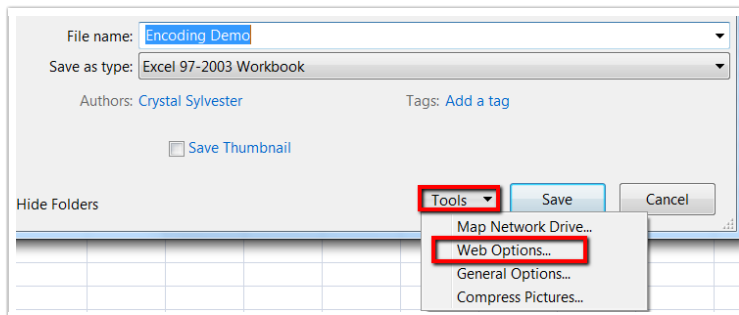 File name: Encoding Demo
Save as type: Excel 97-2003 Workbook
Authors: Crystal Sylvester Tags: Add a tag
Save Thumbnail
Hide Folders Tools Save Cancel
Map Network Drive...
Web Options...
General Options...
Compress Pictures...